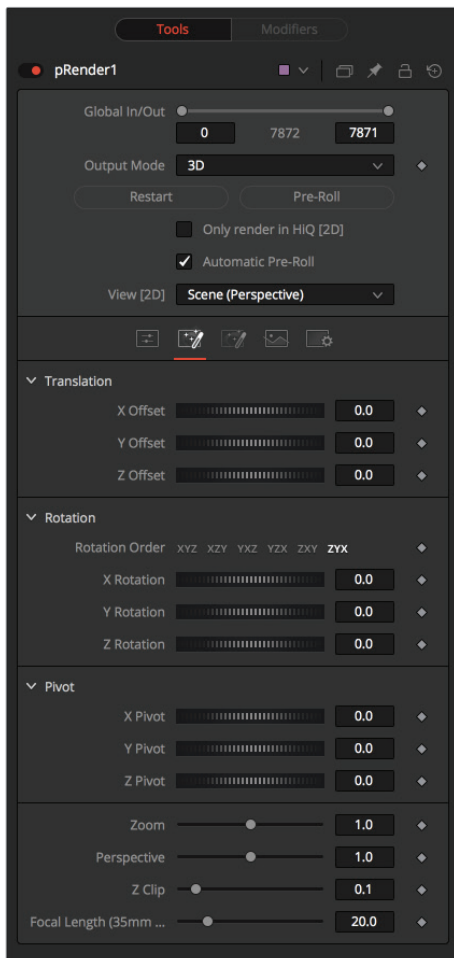 Tools Modifiers
pRender1
Global In/Out
0 7872 7871
Output Mode 3D
Restart Pre-Roll
Only render in HiQ [2D]
Automatic Pre-Roll
View [2D] Scene (Perspective)
Translation
X Offset 0.0
Y Offset 0.0
Z Offset 0.0
Rotation
Rotation Order XYZ XZY YXZ YZX ZXY ZYX
X Rotation 0.0
Y Rotation 0.0
Z Rotation 0.0
Pivot
X Pivot 0.0
Y Pivot 0.0
Z Pivot 0.0
Zoom 1.0
Perspective 1.0
Z Clip 0.1
Focal Length (35mm ... 20.0